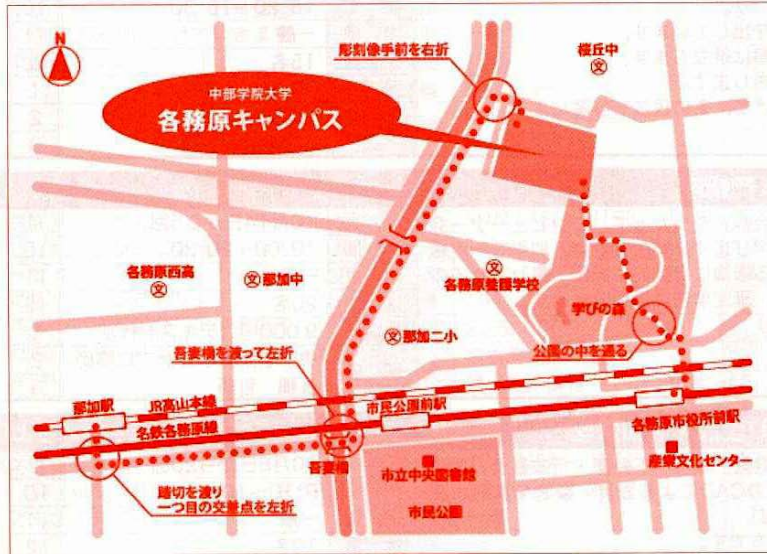 N
彫刻像手前を右折
桜丘中
文
中部学院大学
各務原キャンパス
各務原西高
文
文 那加中
文
各務原養護学校
学びの森
文 那加二小
公園の中を通る
吾妻橋を渡って左折
那加駅
JR高山本線
市民公園前駅
名鉄各務原線
各務原市役所前駅
吾妻橋
市立中央図書館
産業文化センター
踏切を渡り
一つ目の交差点を左折
市民公園